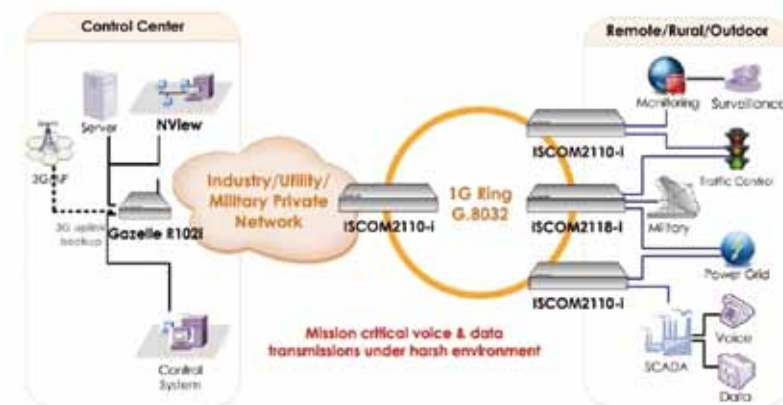 Control Center
Server
NView
3G AP
3G uplink
backup
Gazelle R102i
Control
System
Industry/Utility/
Military Private
Network
ISCOM2110-i
1G Ring
G.8032
ISCOM2110-i
ISCOM2118-i
ISCOM2110-i
Mission critical voice & data
transmissions under harsh environment
Remote/Rural/Outdoor
Monitoring
Surveillance
Traffic Control
Military
Power Grid
SCADA
Voice
Data